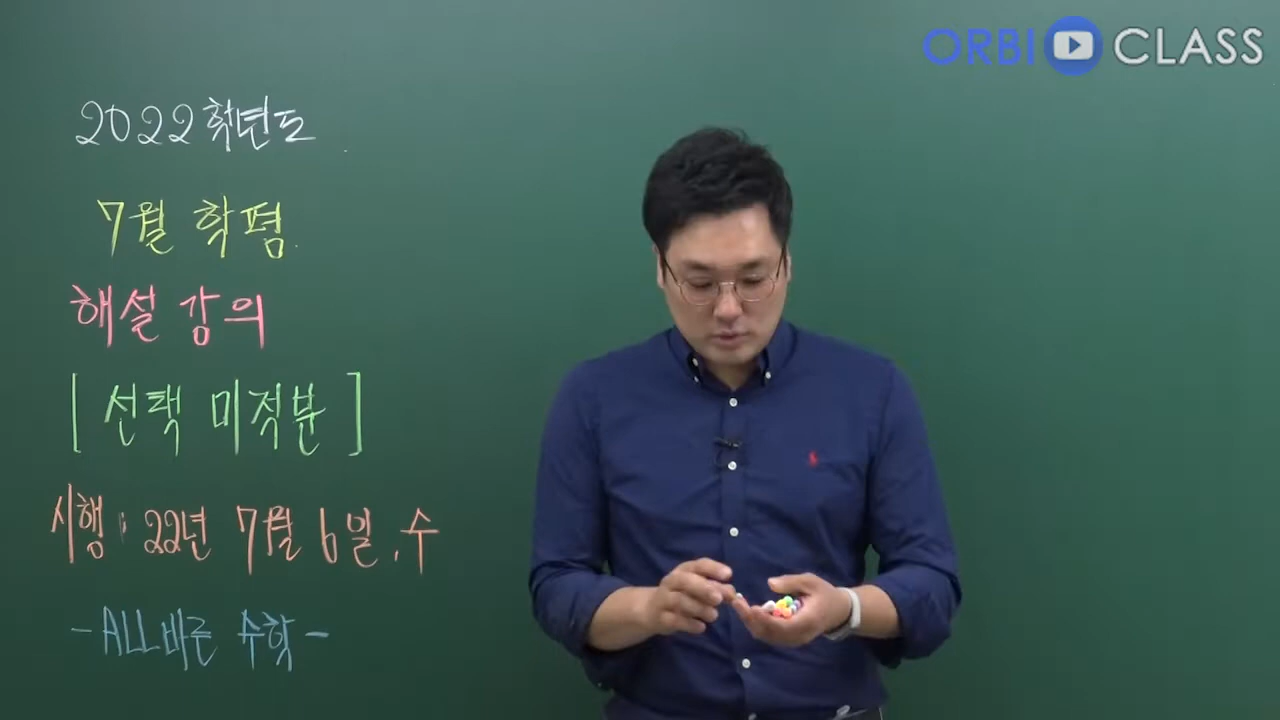 ORBI CLASS
2022학년도
7월 학평.
해설 강의
[ 선택 미적분 ]
시행 : 22년 7월 6일. 수
- ALL바른 수학 -